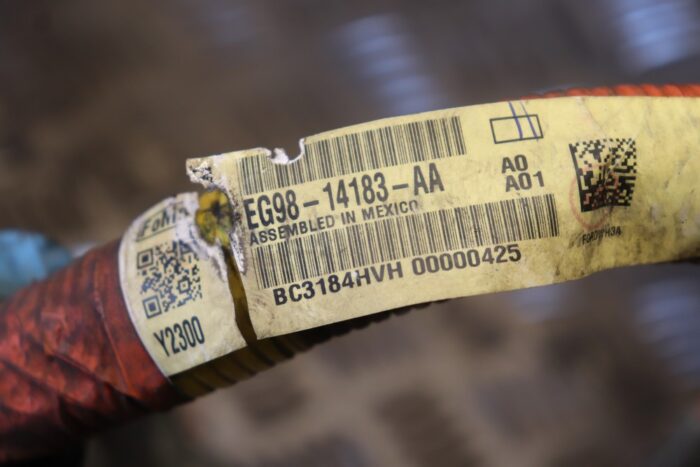 EG98-14183-AA
ASSEMBLED IN MEXICO
BC3184HVH 00000425
A0
A01
Y2300